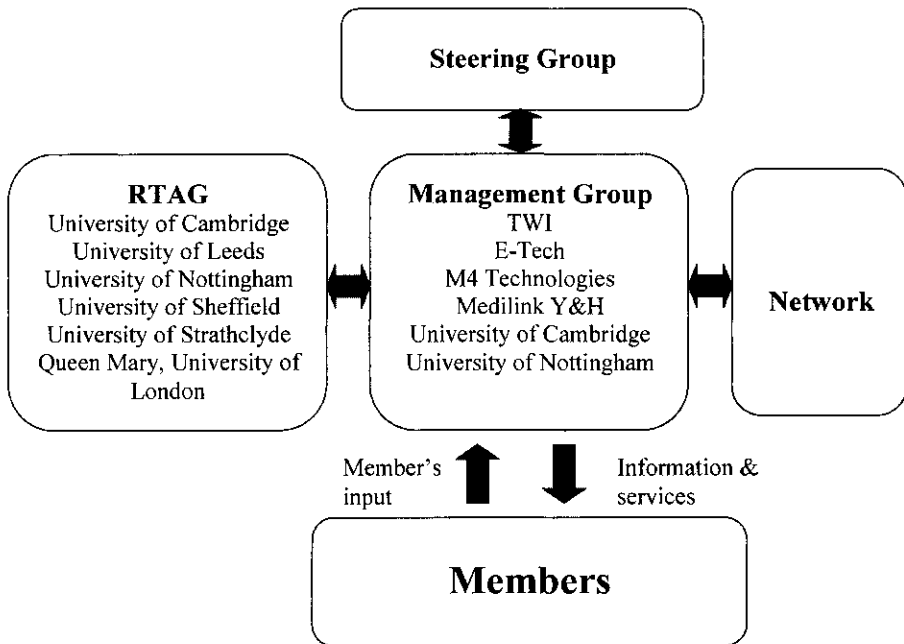 Steering Group
RTAG
University of Cambridge
University of Leeds
University of Nottingham
University of Sheffield
University of Strathclyde
Queen Mary, University of
London
Management Group
TWI
E-Tech
M4 Technologies
Medilink Y&H
University of Cambridge
University of Nottingham
Network
Member's
input
Information &
services
Members